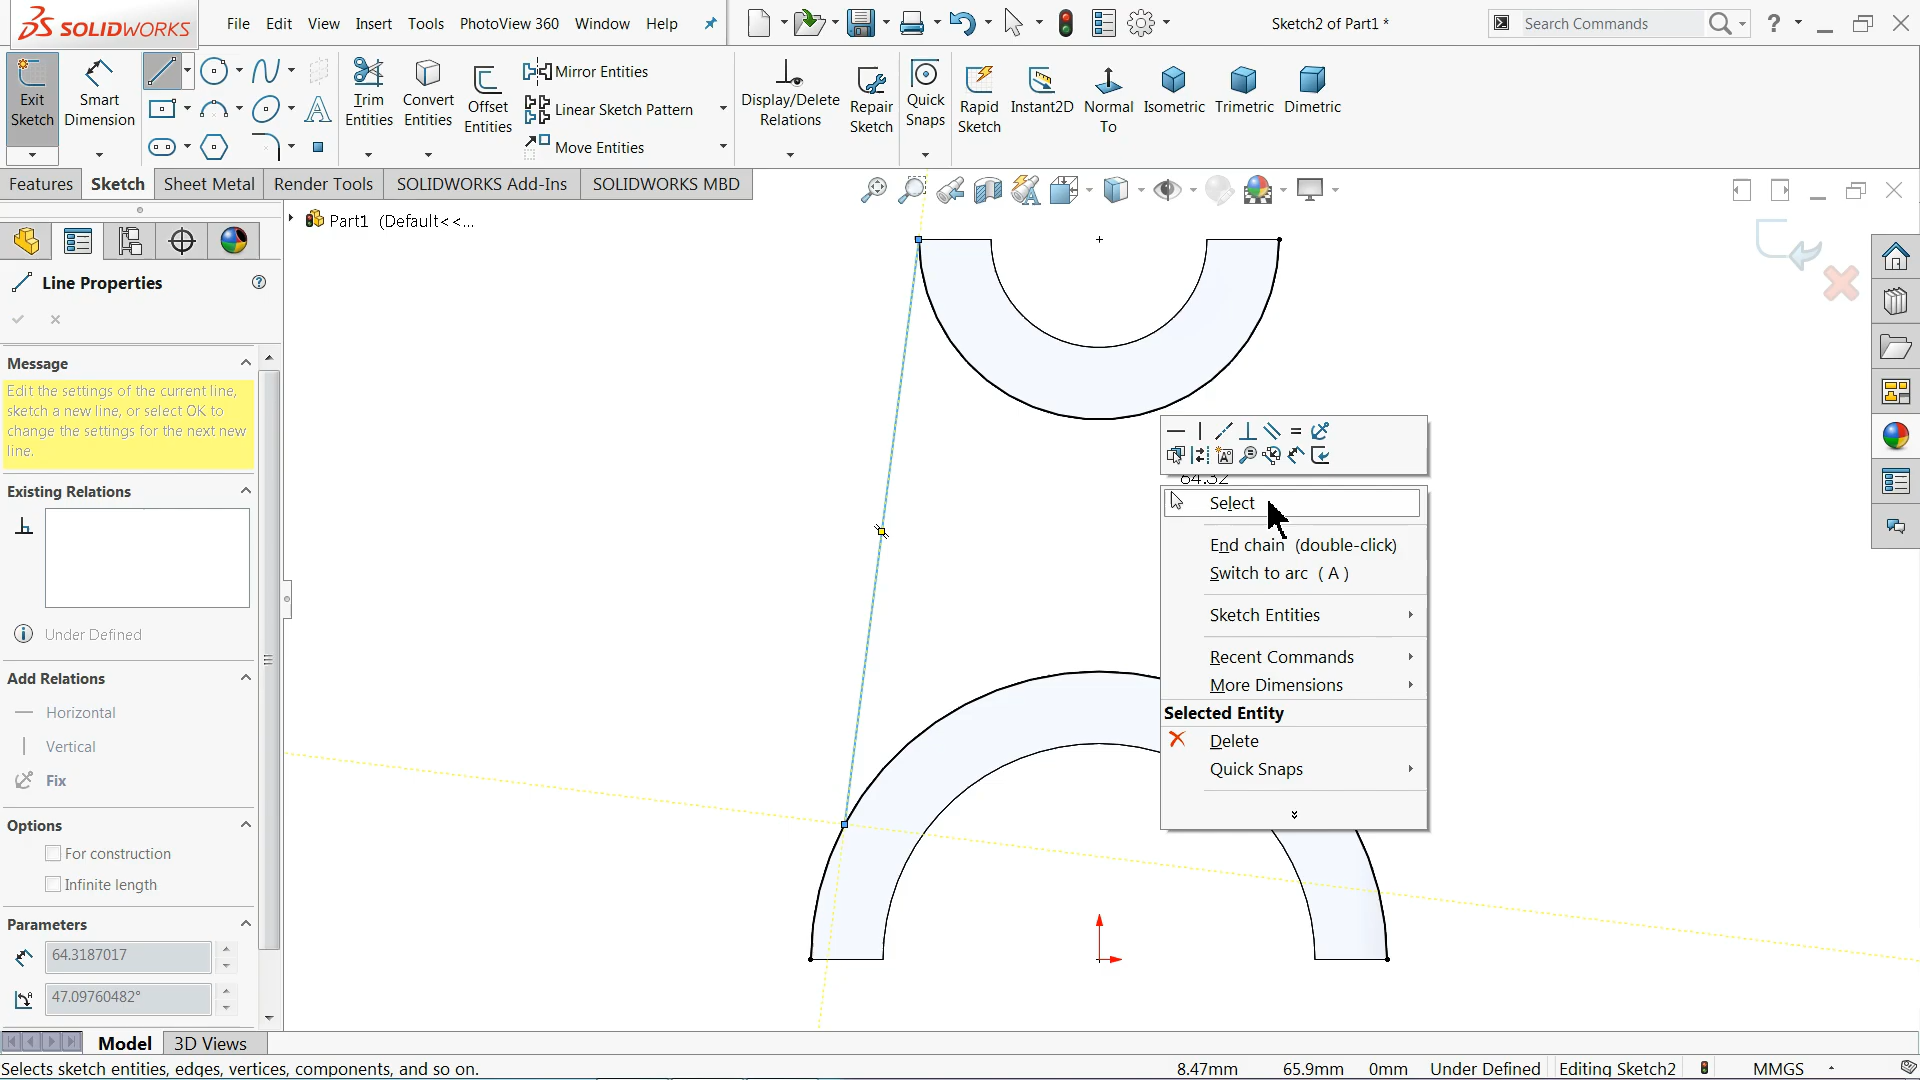 SOLIDWORKS
File Edit View Insert Tools PhotoView 360 Window Help
Sketch2 of Part1 *
Search Commands
?
Exit Sketch
Smart Dimension
Trim Entities
Convert Entities
Offset Entities
Mirror Entities
Linear Sketch Pattern
Move Entities
Display/Delete Relations
Repair Sketch
Quick Snaps
Rapid Sketch
Instant2D
Normal To
Isometric
Trimetric
Dimetric
Features Sketch Sheet Metal Render Tools SOLIDWORKS Add-Ins SOLIDWORKS MBD
Part1 (Default<<...
Line Properties
Message
Edit the settings of the current line,
sketch a new line, or select OK to
change the settings for the next new
line.
Existing Relations
Under Defined
Add Relations
Horizontal
Vertical
Fix
Options
For construction
Infinite length
Parameters
64.3187017
47.09760482°
64.32
Select
End chain (double-click)
Switch to arc (A)
Sketch Entities
Recent Commands
More Dimensions
Selected Entity
Delete
Quick Snaps
Model 3D Views
Selects sketch entities, edges, vertices, components, and so on.
8.47mm 65.9mm 0mm Under Defined Editing Sketch2 MMGS